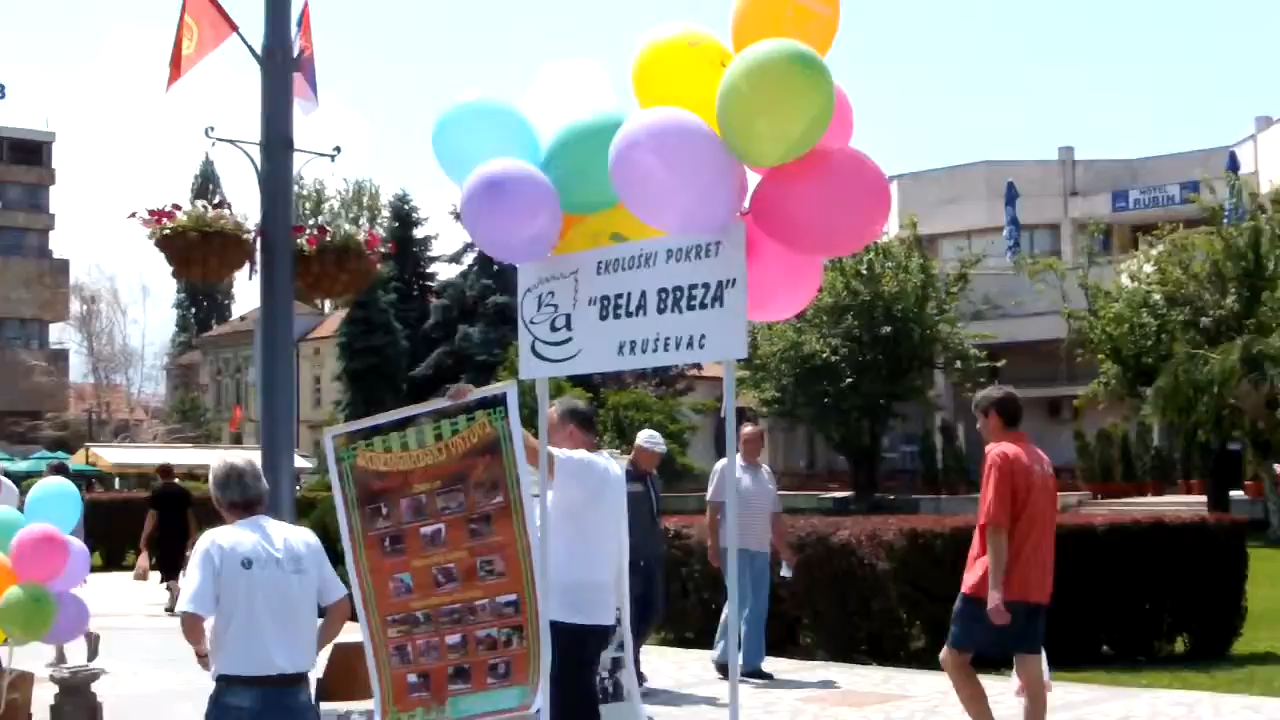 HOTEL
RUBIN
EKOLOŠKI POKRET
Ba
"BELA BREZA"
KRUŠEVAC